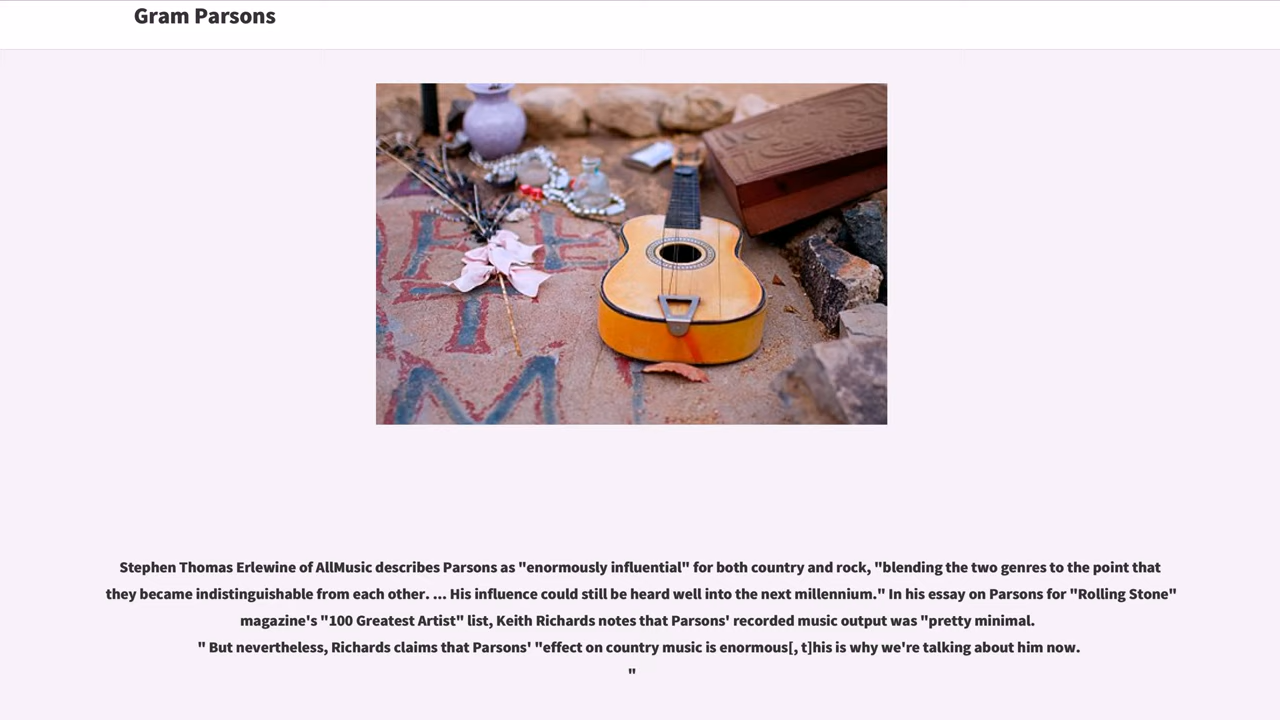 Gram Parsons
Stephen Thomas Erlewine of AllMusic describes Parsons as "enormously influential" for both country and rock, "blending the two genres to the point that
they became indistinguishable from each other. ... His influence could still be heard well into the next millennium." In his essay on Parsons for "Rolling Stone"
magazine's "100 Greatest Artist" list, Keith Richards notes that Parsons' recorded music output was "pretty minimal.
" But nevertheless, Richards claims that Parsons' "effect on country music is enormous[, t]his is why we're talking about him now.
"